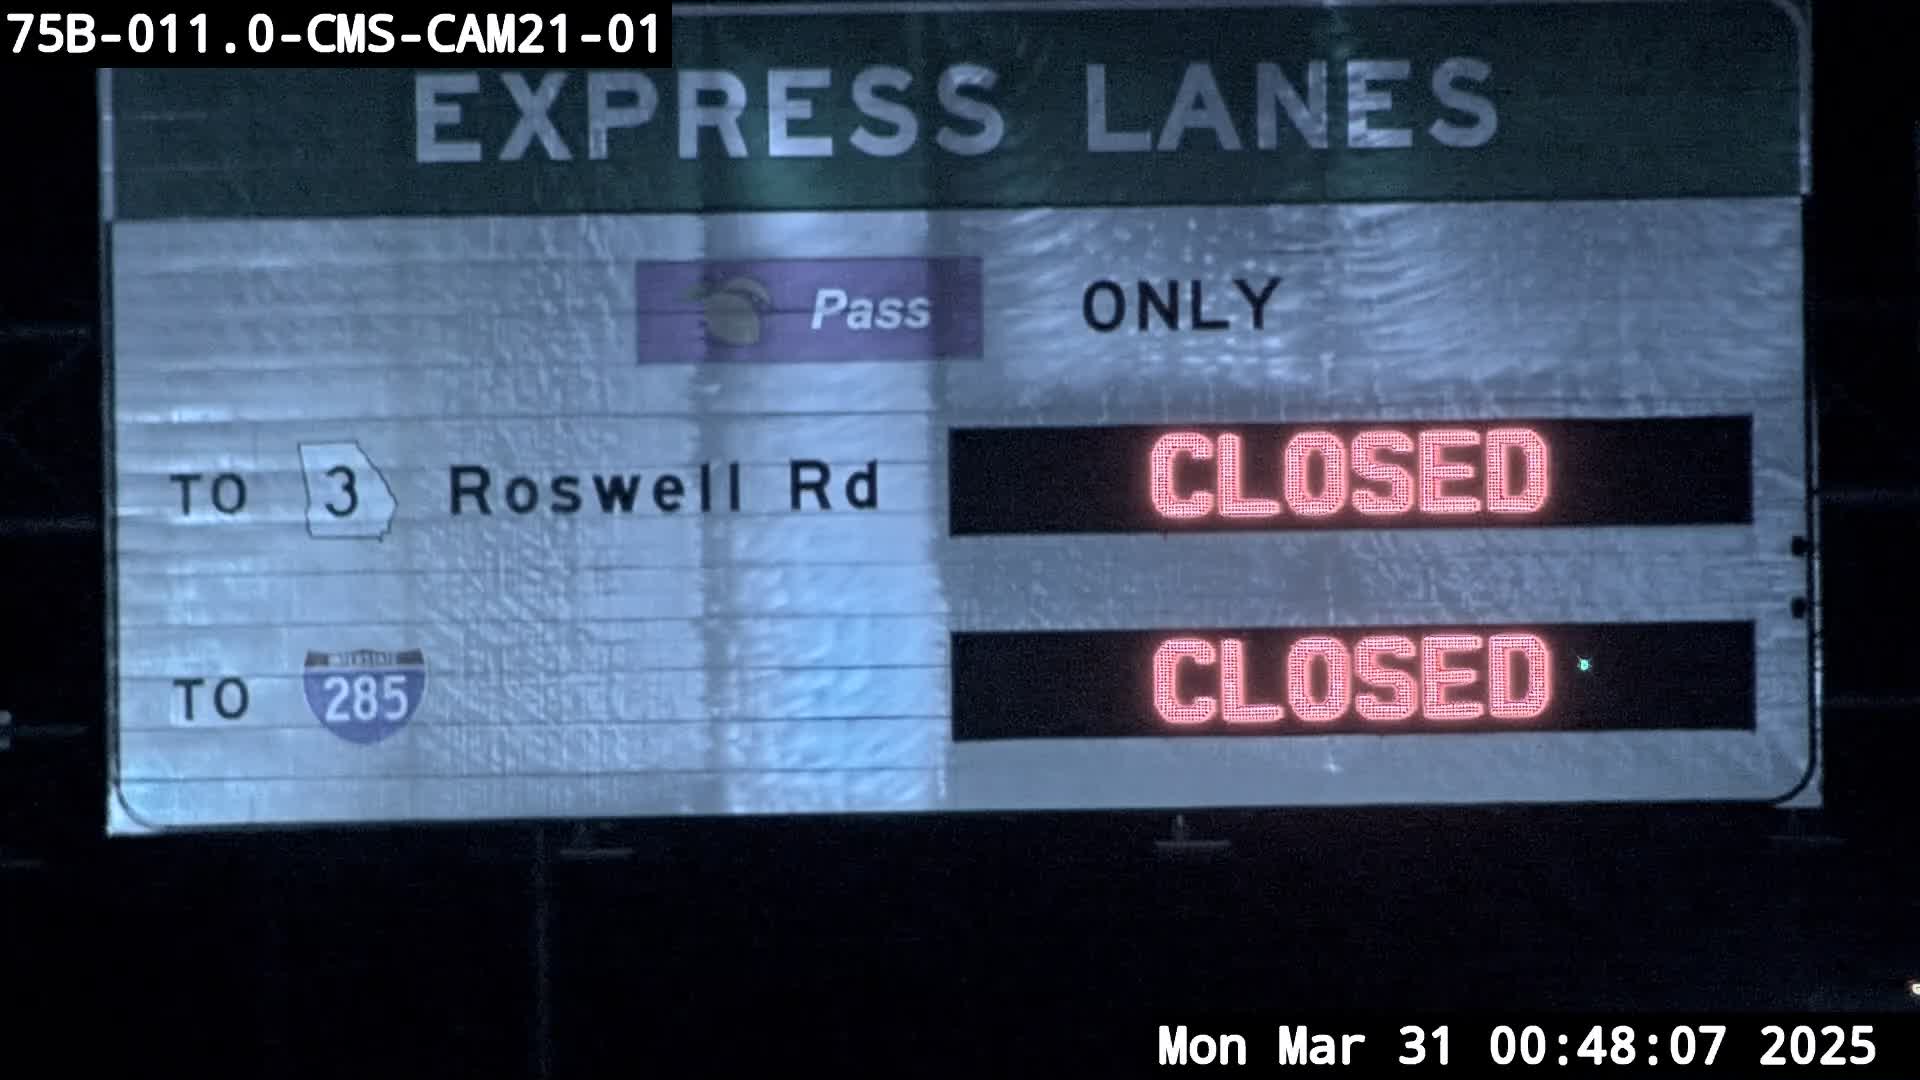 75B-011.0-CMS-CAM21-01
EXPRESS LANES
Pass ONLY
TO 3 Roswell Rd CLOSED
TO 285 CLOSED
Mon Mar 31 00:48:07 2025